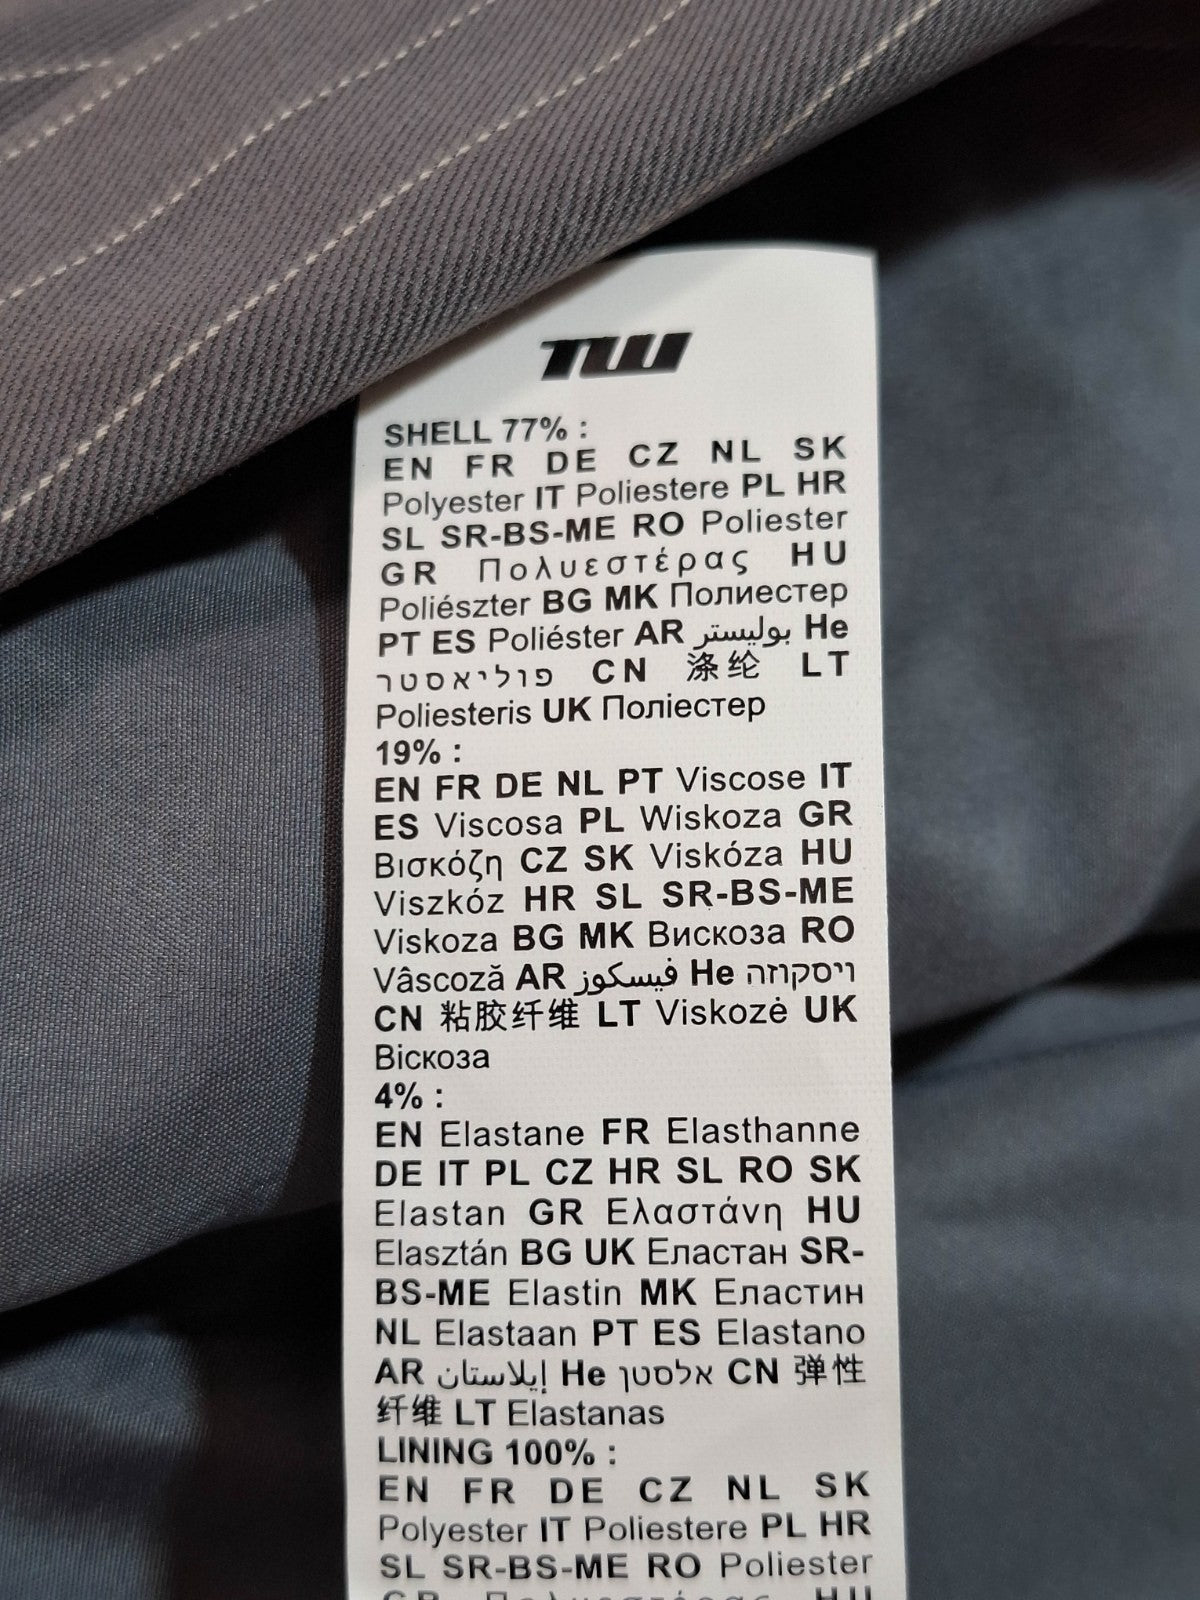 TW
SHELL 77% :
EN FR DE CZ NL SK
Polyester IT Poliestere PL HR
SL SR-BS-ME RO Poliester
GR Πολυεστέρας HU
Poliészter BG MK Полиестер
PT ES Poliéster AR بوليستر He
פוליאסטר CN 涤纶 LT
Poliesteris UK Поліестер
19% :
EN FR DE NL PT Viscose IT
ES Viscosa PL Wiskoza GR
Βισκόζη CZ SK Viskóza HU
Viszkóz HR SL SR-BS-ME
Viskoza BG MK Вискоза RO
Vâscoză AR فيسكوز He ויסקוזה
CN 粘胶纤维 LT Viskozė UK
Віскоза
4% :
EN Elastane FR Elasthanne
DE IT PL CZ HR SL RO SK
Elastan GR Ελαστάνη HU
Elasztán BG UK Еластан SR-
BS-ME Elastin MK Еластин
NL Elastaan PT ES Elastano
AR إيلاستان He אלסטן CN 弹性
纤维 LT Elastanas
LINING 100% :
EN FR DE CZ NL SK
Polyester IT Poliestere PL HR
SL SR-BS-ME RO Poliester
GR Πολυεστέρας HU